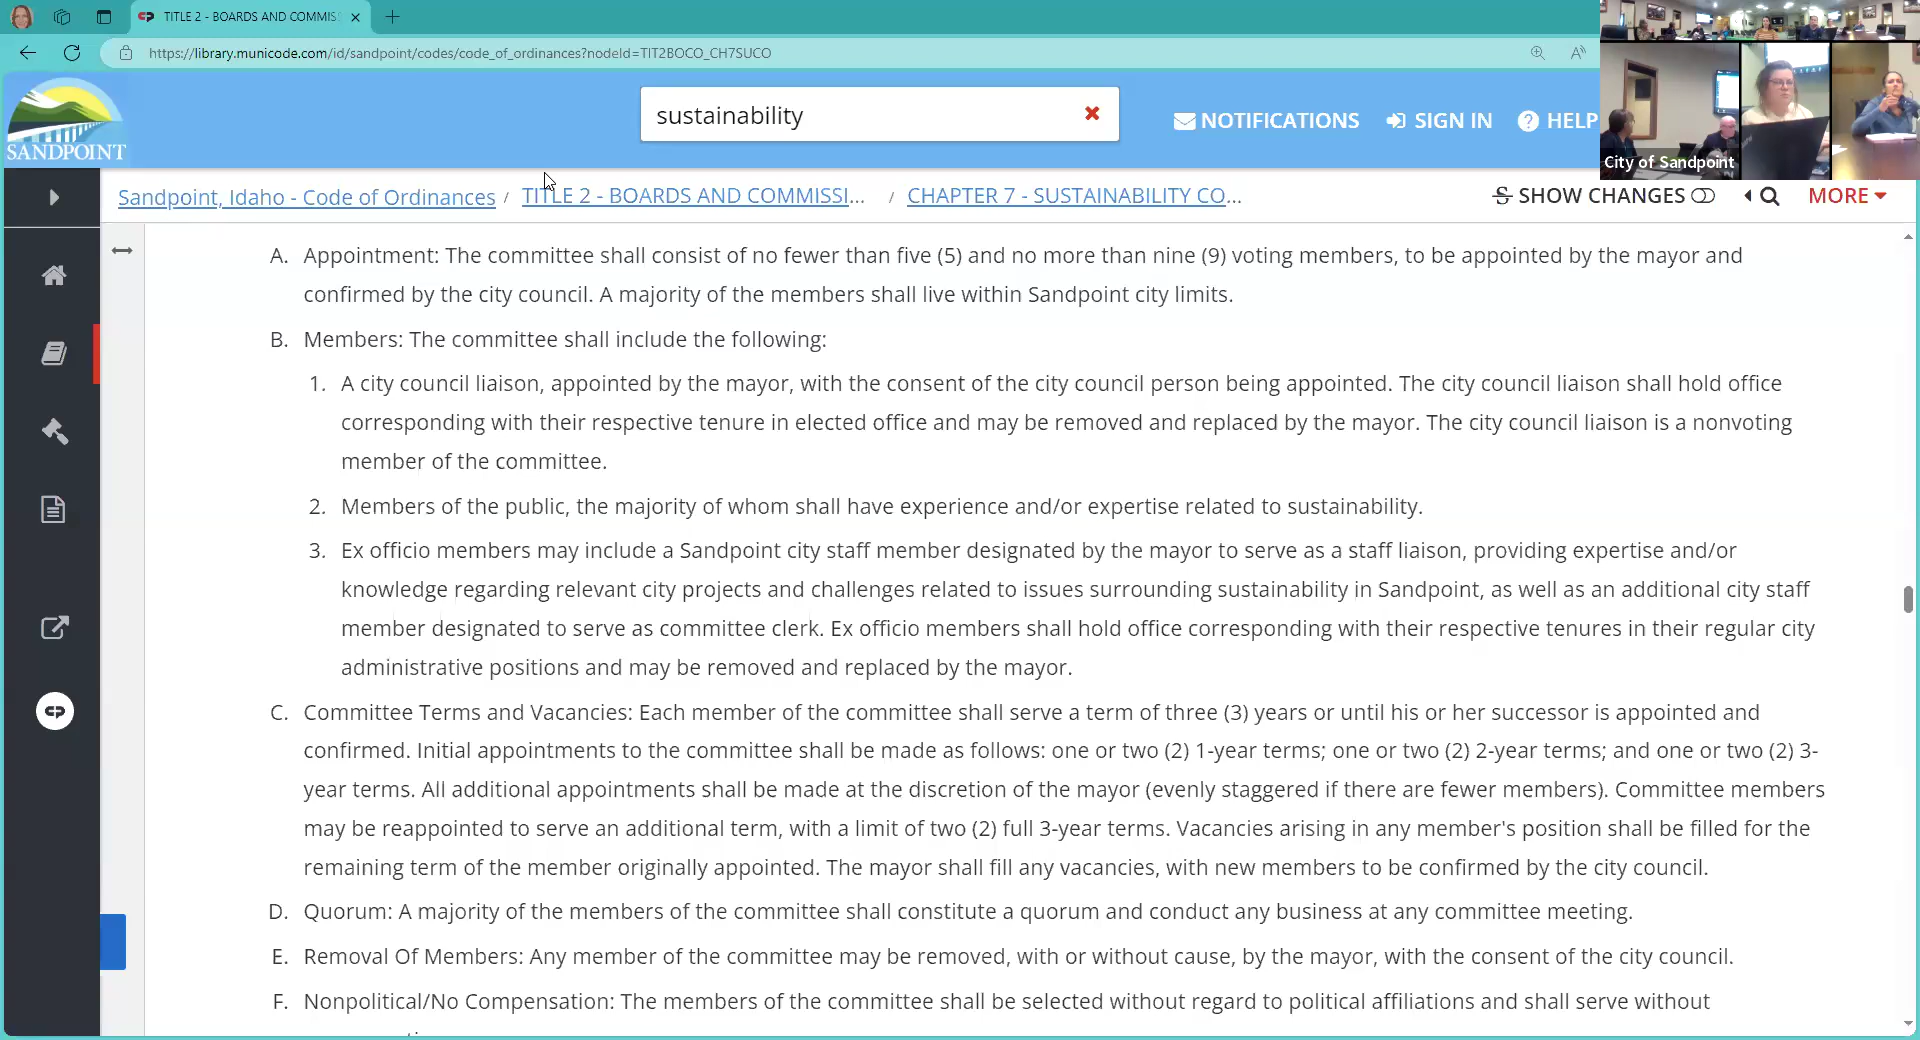 TITLE 2 - BOARDS AND COMMIS
https://library.municode.com/id/sandpoint/codes/code_of_ordinances?nodeId=TIT2BOCO_CH7SUCO
SANDPOINT
sustainability
NOTIFICATIONS
SIGN IN
HELP
City of Sandpoint
Sandpoint, Idaho - Code of Ordinances / TITLE 2 - BOARDS AND COMMISSI... / CHAPTER 7 - SUSTAINABILITY CO...
SHOW CHANGES
MORE
A. Appointment: The committee shall consist of no fewer than five (5) and no more than nine (9) voting members, to be appointed by the mayor and
confirmed by the city council. A majority of the members shall live within Sandpoint city limits.
B. Members: The committee shall include the following:
1. A city council liaison, appointed by the mayor, with the consent of the city council person being appointed. The city council liaison shall hold office
corresponding with their respective tenure in elected office and may be removed and replaced by the mayor. The city council liaison is a nonvoting
member of the committee.
2. Members of the public, the majority of whom shall have experience and/or expertise related to sustainability.
3. Ex officio members may include a Sandpoint city staff member designated by the mayor to serve as a staff liaison, providing expertise and/or
knowledge regarding relevant city projects and challenges related to issues surrounding sustainability in Sandpoint, as well as an additional city staff
member designated to serve as committee clerk. Ex officio members shall hold office corresponding with their respective tenures in their regular city
administrative positions and may be removed and replaced by the mayor.
C. Committee Terms and Vacancies: Each member of the committee shall serve a term of three (3) years or until his or her successor is appointed and
confirmed. Initial appointments to the committee shall be made as follows: one or two (2) 1-year terms; one or two (2) 2-year terms; and one or two (2) 3-
year terms. All additional appointments shall be made at the discretion of the mayor (evenly staggered if there are fewer members). Committee members
may be reappointed to serve an additional term, with a limit of two (2) full 3-year terms. Vacancies arising in any member's position shall be filled for the
remaining term of the member originally appointed. The mayor shall fill any vacancies, with new members to be confirmed by the city council.
D. Quorum: A majority of the members of the committee shall constitute a quorum and conduct any business at any committee meeting.
E. Removal Of Members: Any member of the committee may be removed, with or without cause, by the mayor, with the consent of the city council.
F. Nonpolitical/No Compensation: The members of the committee shall be selected without regard to political affiliations and shall serve without